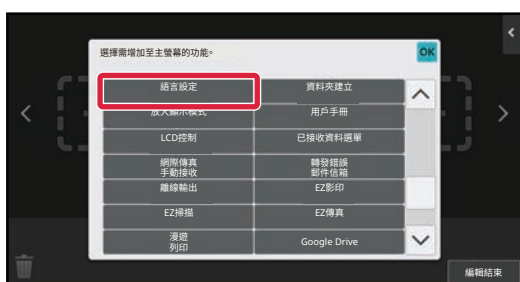 選擇需增加至主螢幕的功能。
OK
語言設定
資料夾建立
放大顯示模式
用戶手冊
LCD控制
已接收資料選單
網際傳真
手動接收
轉發錯誤
郵件信箱
離線輸出
EZ影印
EZ掃描
EZ傳真
漫遊
列印
Google Drive
編輯結束